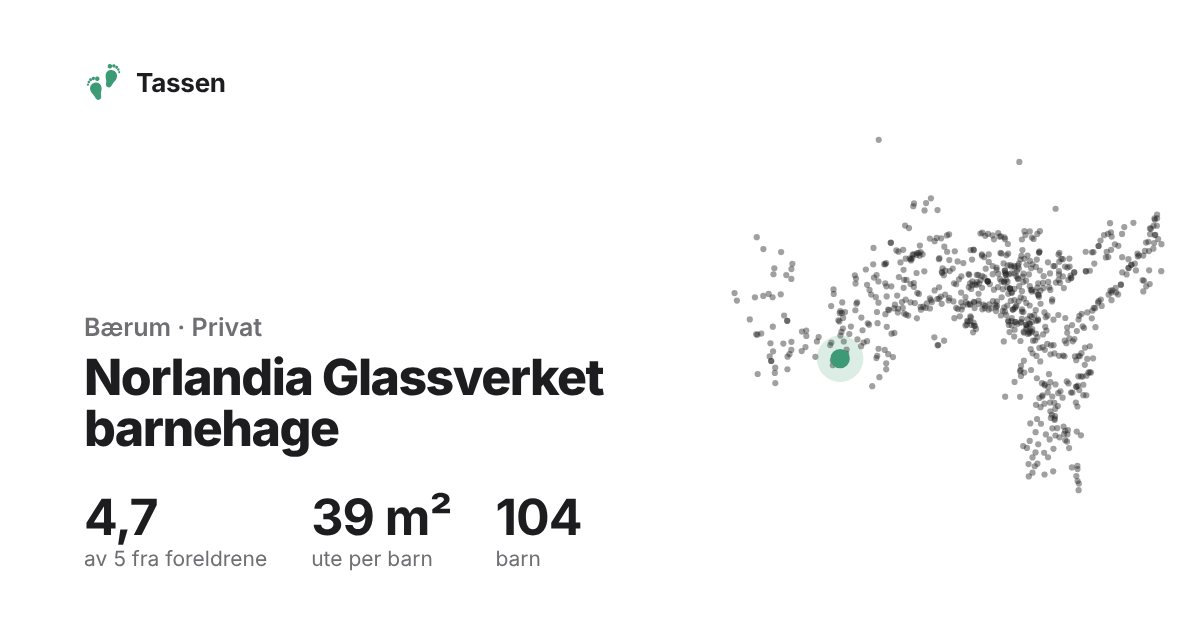 Tassen
Bærum · Privat
Norlandia Glassverket
barnehage
4,7
av 5 fra foreldrene
39 m²
ute per barn
104
barn